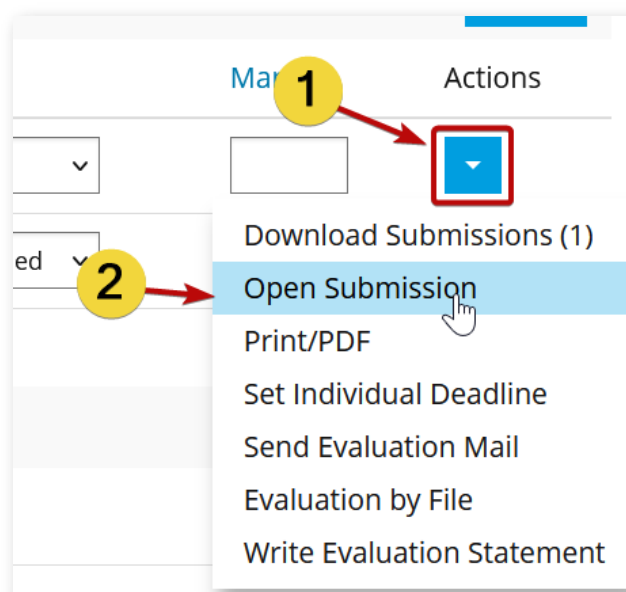 Actions
1
ed
2
Download Submissions (1)
Open Submission
Print/PDF
Set Individual Deadline
Send Evaluation Mail
Evaluation by File
Write Evaluation Statement